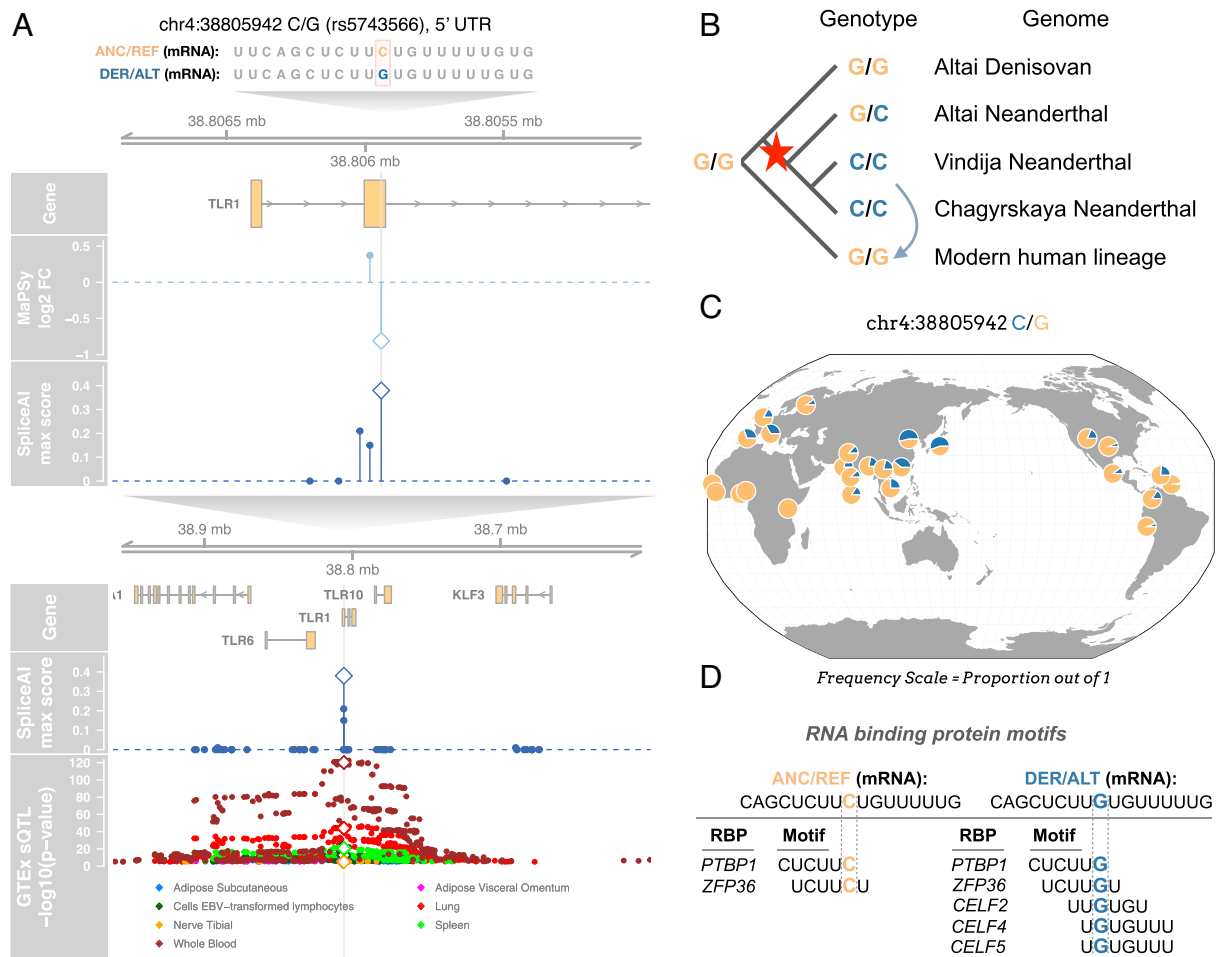 A
chr4:38805942 C/G (rs5743566), 5' UTR
ANC/REF (mRNA): U U C A G C U C U U C U G U U U U U G U G
DER/ALT (mRNA): U U C A G C U C U U G U G U U U U U G U G
38.8065 mb
38.8055 mb
38.806 mb
Gene
TLR1
MaPSy
log2 FC
0.5
0
−0.5
−1
SpliceAI
max score
0.4
0.3
0.2
0.1
0
38.9 mb
38.7 mb
38.8 mb
Gene
\1
TLR10
KLF3
TLR1
TLR6
SpliceAI
max score
0.4
0.3
0.2
0.1
0
GTEx sQTL
−log10(p−value)
120
100
80
60
40
20
0
Adipose Subcutaneous
Adipose Visceral Omentum
Cells EBV−transformed lymphocytes
Lung
Nerve Tibial
Spleen
Whole Blood
B
Genotype
Genome
G/G Altai Denisovan
G/C Altai Neanderthal
G/G
C/C Vindija Neanderthal
C/C Chagyrskaya Neanderthal
G/G Modern human lineage
C
chr4:38805942 C/G
Frequency Scale = Proportion out of 1
D
RNA binding protein motifs
ANC/REF (mRNA):
DER/ALT (mRNA):
CAGCUCUUCUGUUUUUG
CAGCUCUUGUGUUUUUG
RBP Motif
RBP Motif
PTBP1 CUCUUC
PTBP1 CUCUUG
ZFP36 UCUUCU
ZFP36 UCUUGU
CELF2 UUGUGU
CELF4 UGUGUUU
CELF5 UGUGUUU